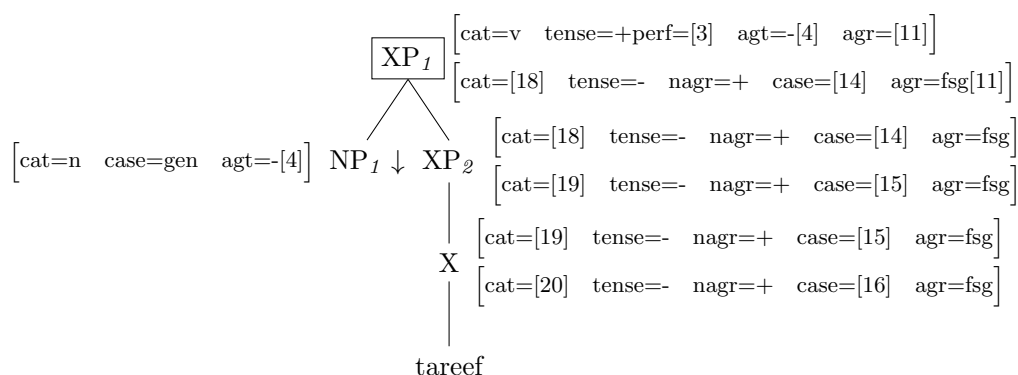 [cat=v tense=+perf=[3] agt=-[4] agr=[11]]
XP1
[cat=[18] tense=- nagr=+ case=[14] agr=fsg[11]]
[cat=n case=gen agt=-[4]] NP1 ↓ XP2 [cat=[18] tense=- nagr=+ case=[14] agr=fsg]
[cat=[19] tense=- nagr=+ case=[15] agr=fsg]
[cat=[19] tense=- nagr=+ case=[15] agr=fsg]
X
[cat=[20] tense=- nagr=+ case=[16] agr=fsg]
tareef